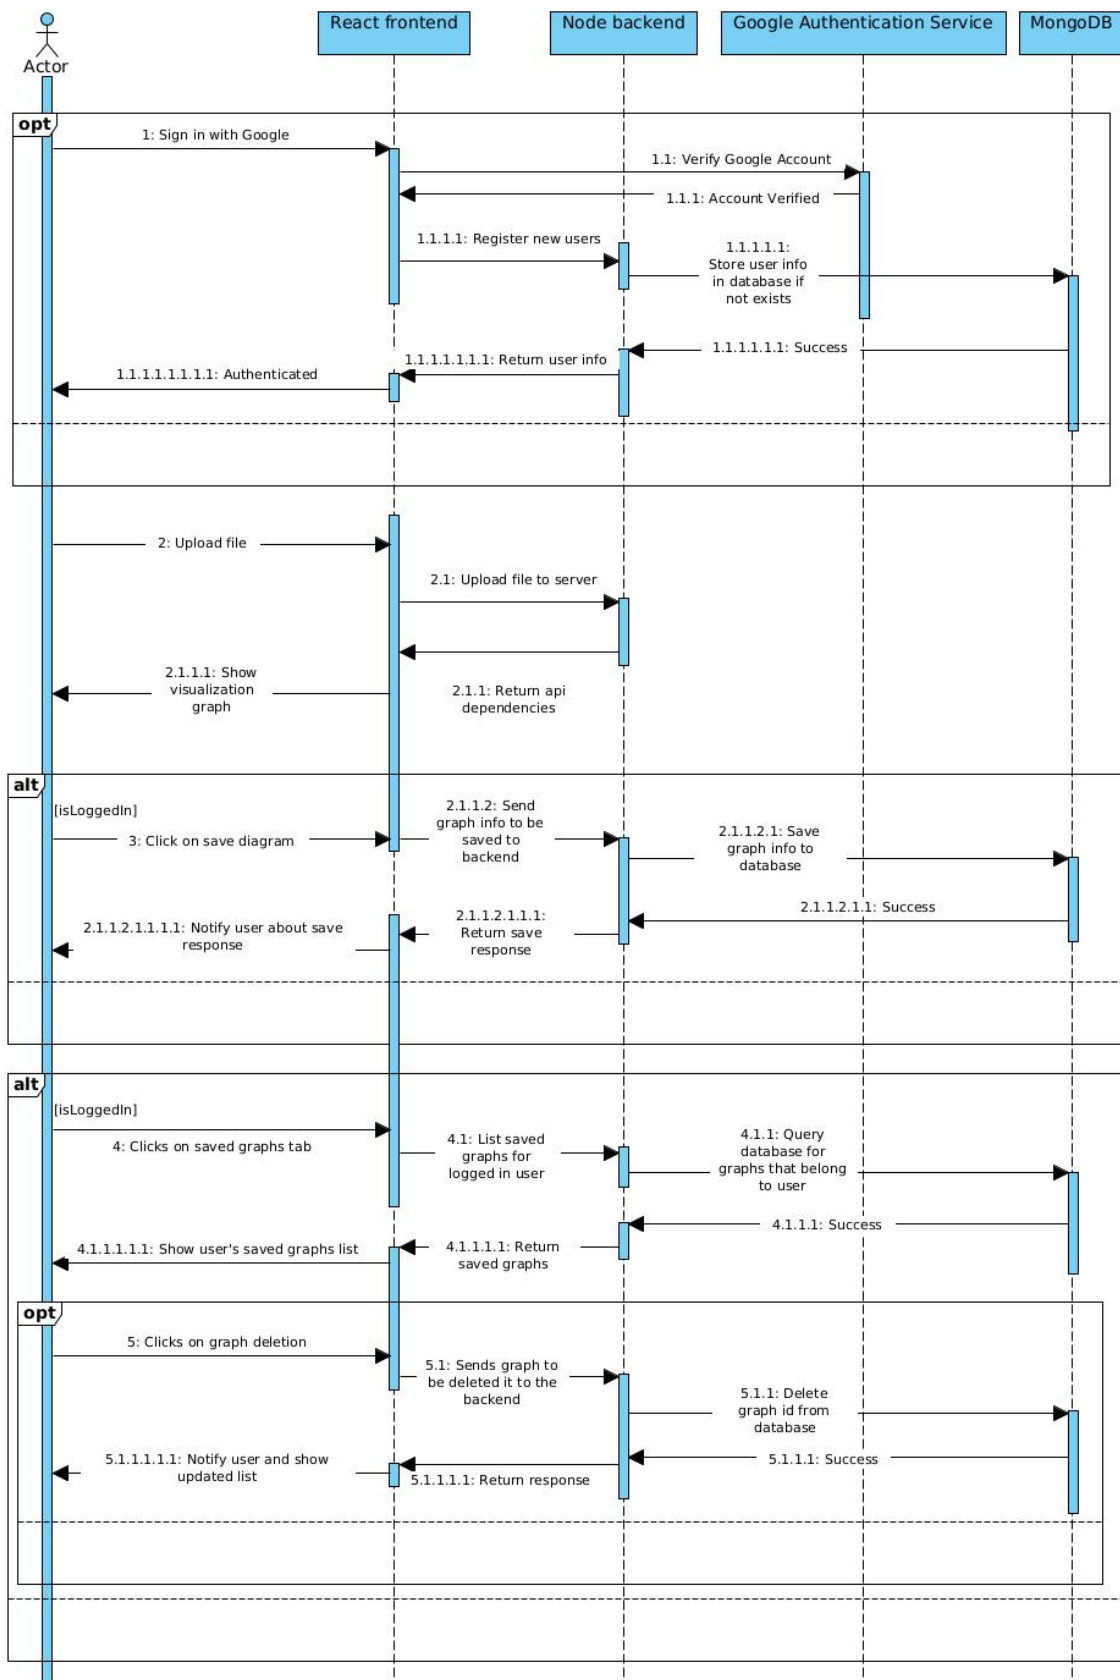 React frontend
Node backend
Google Authentication Service
MongoDB
Actor
opt
1: Sign in with Google
1.1: Verify Google Account
1.1.1: Account Verified
1.1.1.1: Register new users
1.1.1.1.1:
Store user info
in database if
not exists
1.1.1.1.1.1: Success
1.1.1.1.1.1.1: Return user info
1.1.1.1.1.1.1.1: Authenticated
2: Upload file
2.1: Upload file to server
2.1.1.1: Show
visualization
graph
2.1.1: Return api
dependencies
alt
[isLoggedIn]
3: Click on save diagram
2.1.1.2: Send
graph info to be
saved to
backend
2.1.1.2.1: Save
graph info to
database
2.1.1.2.1.1: Success
2.1.1.2.1.1.1:
Return save
response
2.1.1.2.1.1.1.1: Notify user about save
response
alt
[isLoggedIn]
4: Clicks on saved graphs tab
4.1: List saved
graphs for
logged in user
4.1.1: Query
database for
graphs that belong
to user
4.1.1.1: Success
4.1.1.1.1: Return
saved graphs
4.1.1.1.1.1: Show user's saved graphs list
opt
5: Clicks on graph deletion
5.1: Sends graph to
be deleted it to the
backend
5.1.1: Delete
graph id from
database
5.1.1.1: Success
5.1.1.1.1: Return response
5.1.1.1.1.1: Notify user and show
updated list